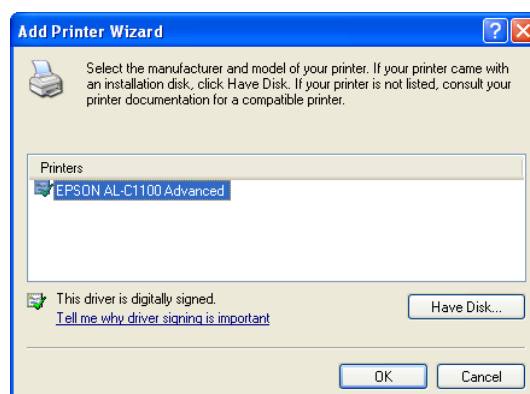 Add Printer Wizard
Select the manufacturer and model of your printer. If your printer came with
an installation disk, click Have Disk. If your printer is not listed, consult your
printer documentation for a compatible printer.
Printers
EPSON AL-C1100 Advanced
This driver is digitally signed.
Tell me why driver signing is important
Have Disk...
OK
Cancel